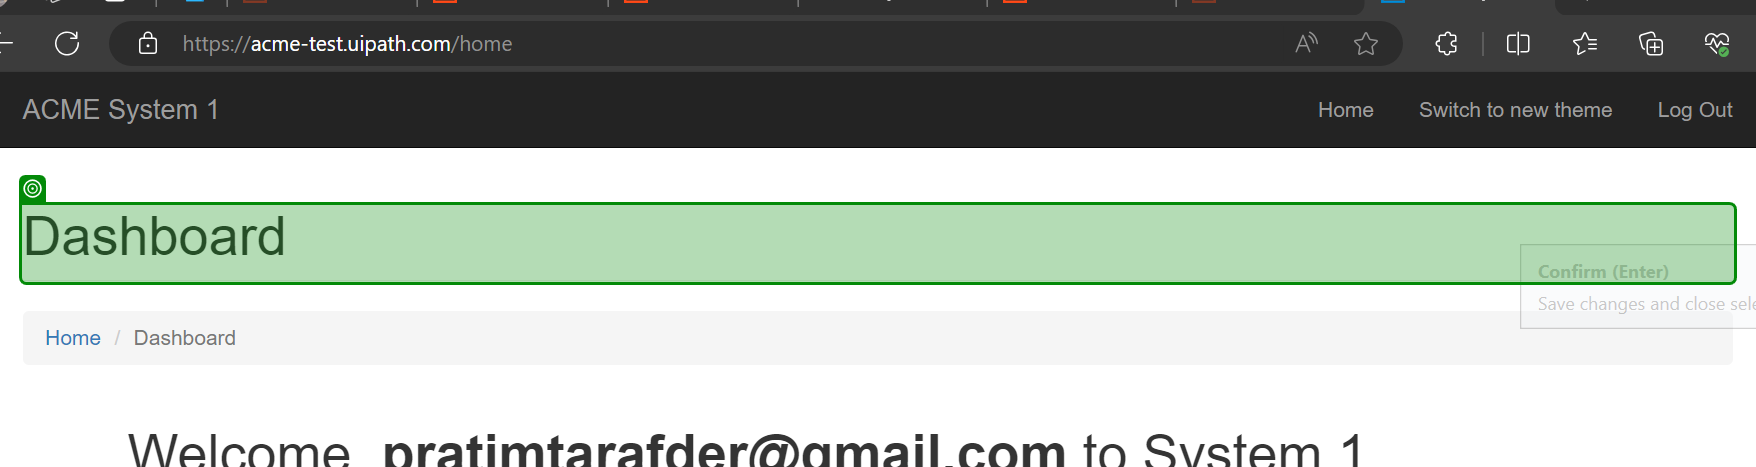 https://acme-test.uipath.com/home
ACME System 1
Home Switch to new theme Log Out
Dashboard
Confirm (Enter)
Save changes and close sele
Home / Dashboard
Welcome pratimtarafder@gmail.com to System 1